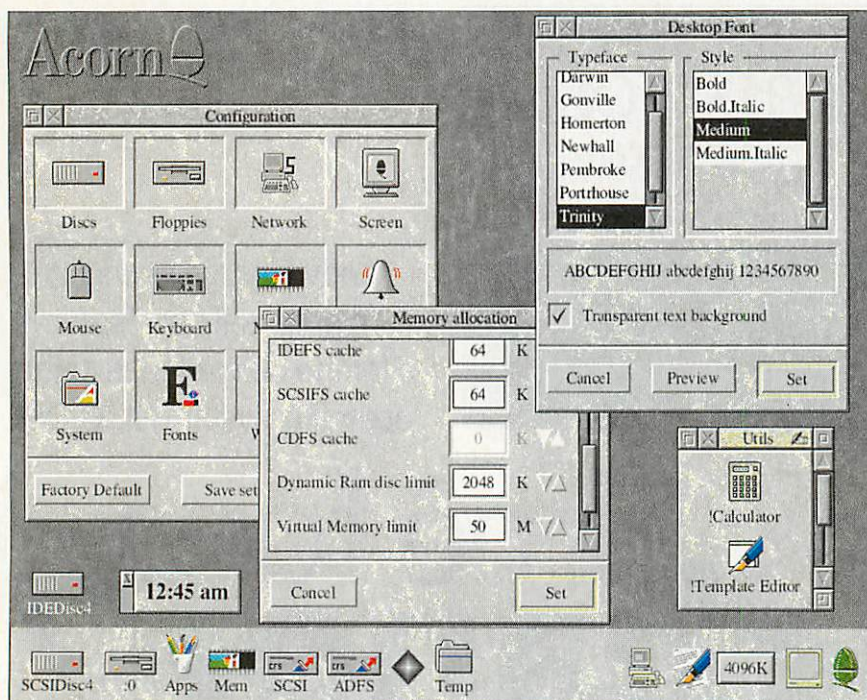 Acorn
Configuration
Discs
Floppies
Network
Screen
Mouse
Keyboard
System
Fonts
Factory Default
Save set
Desktop Font
Typeface
Darwin
Gonville
Homerton
Newhall
Pembroke
Portrhouse
Trinity
Style
Bold
Bold.Italic
Medium
Medium.Italic
ABCDEFGHIJ abcdefghij 1234567890
Transparent text background
Cancel
Preview
Set
Memory allocation
IDEFS cache 64 K
SCSIFS cache 64 K
CDFS cache 0 K
Dynamic Ram disc limit 2048 K
Virtual Memory limit 50 M
Cancel
Set
Utils
!Calculator
!Template Editor
IDEDisc4
12:45 am
SCSIDisc4
:0
Apps
Mem
CFS
SCSI
CFS
ADFS
Temp
4096K